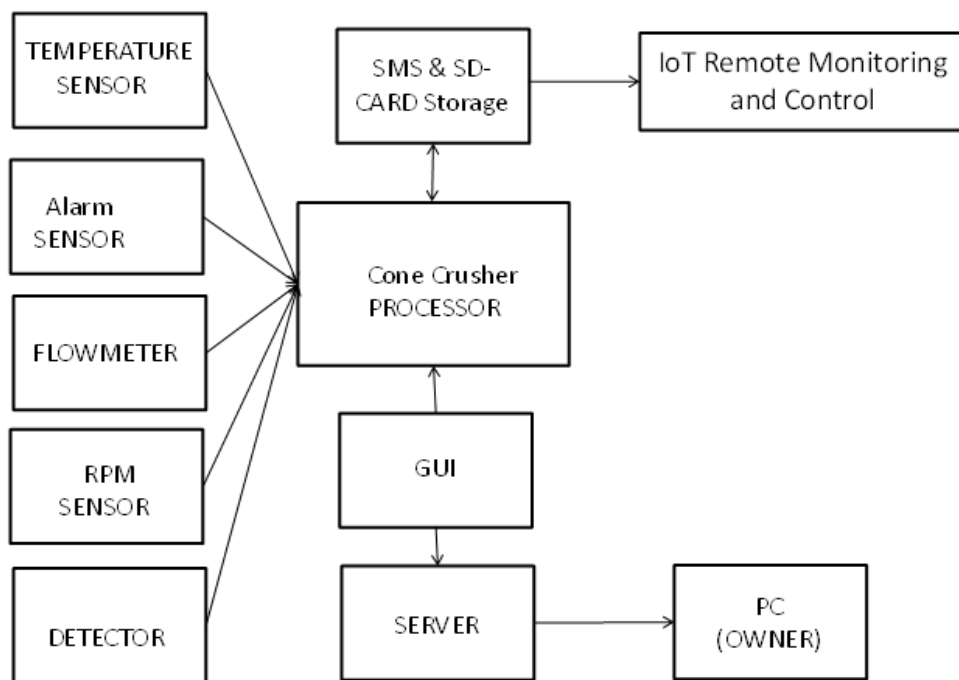 TEMPERATURE
SENSOR
Alarm
SENSOR
FLOWMETER
RPM
SENSOR
DETECTOR
SMS & SD-
CARD Storage
IoT Remote Monitoring
and Control
Cone Crusher
PROCESSOR
GUI
SERVER
PC
(OWNER)